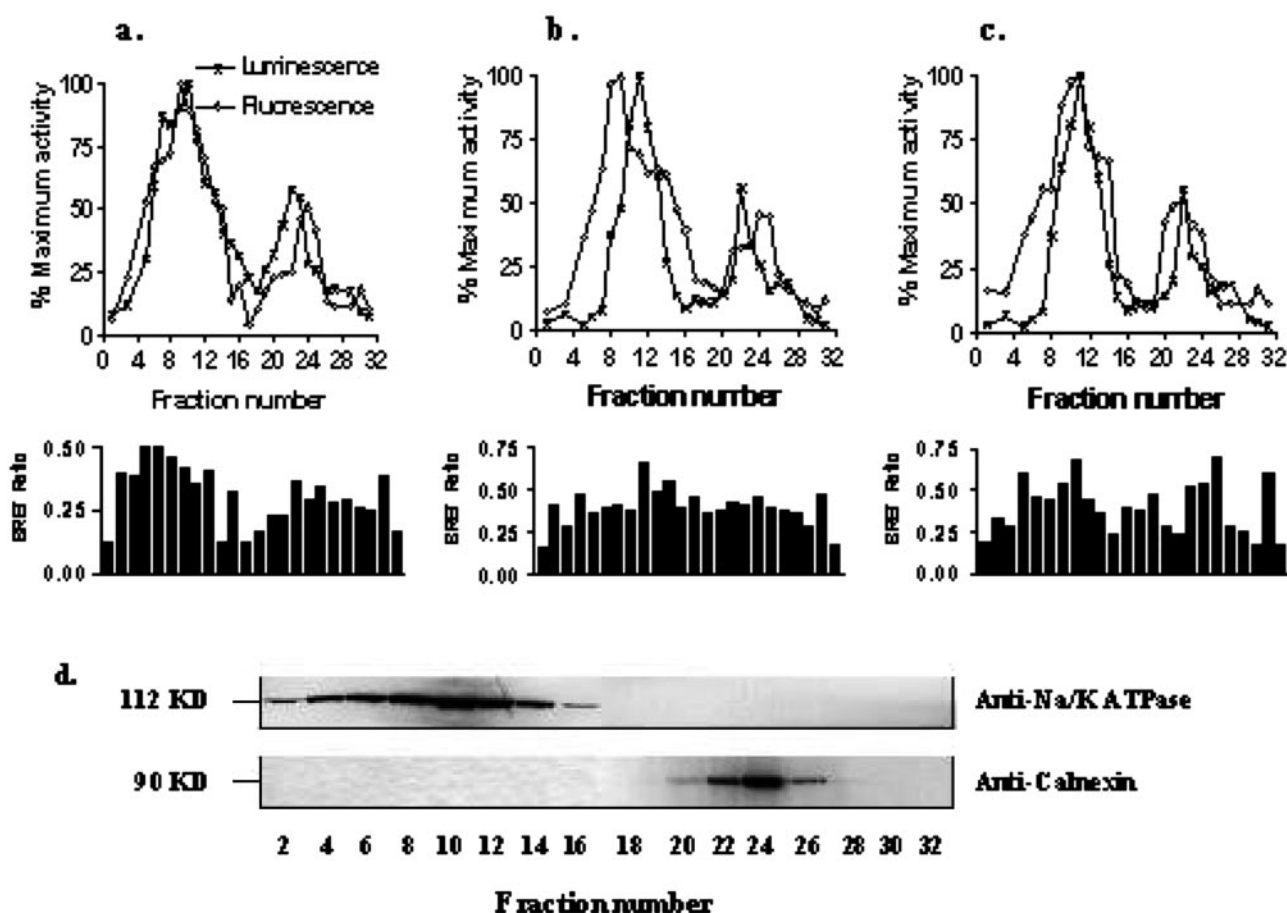 a.
b.
c.
Luminescence
Fluorescence
% Maximum activity
100
75
50
25
0
0 4 8 12 16 20 24 28 32
Fraction number
% Maximum activity
100
75
50
25
0
0 4 8 12 16 20 24 28 32
Fraction number
% Maximum activity
100
75
50
25
0
0 4 8 12 16 20 24 28 32
Fraction number
BRET Ratio
0.50
0.25
0.00
BRET Ratio
0.75
0.50
0.25
0.00
BRET Ratio
0.75
0.50
0.25
0.00
d.
112 KD
Anti-Na/K ATPase
90 KD
Anti-Calnexin
2 4 6 8 10 12 14 16 18 20 22 24 26 28 30 32
Fraction number